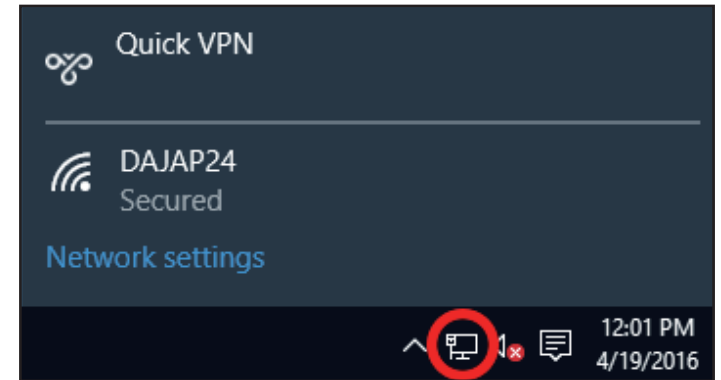 Quick VPN
DAJAP24
Secured
Network settings
12:01 PM
4/19/2016